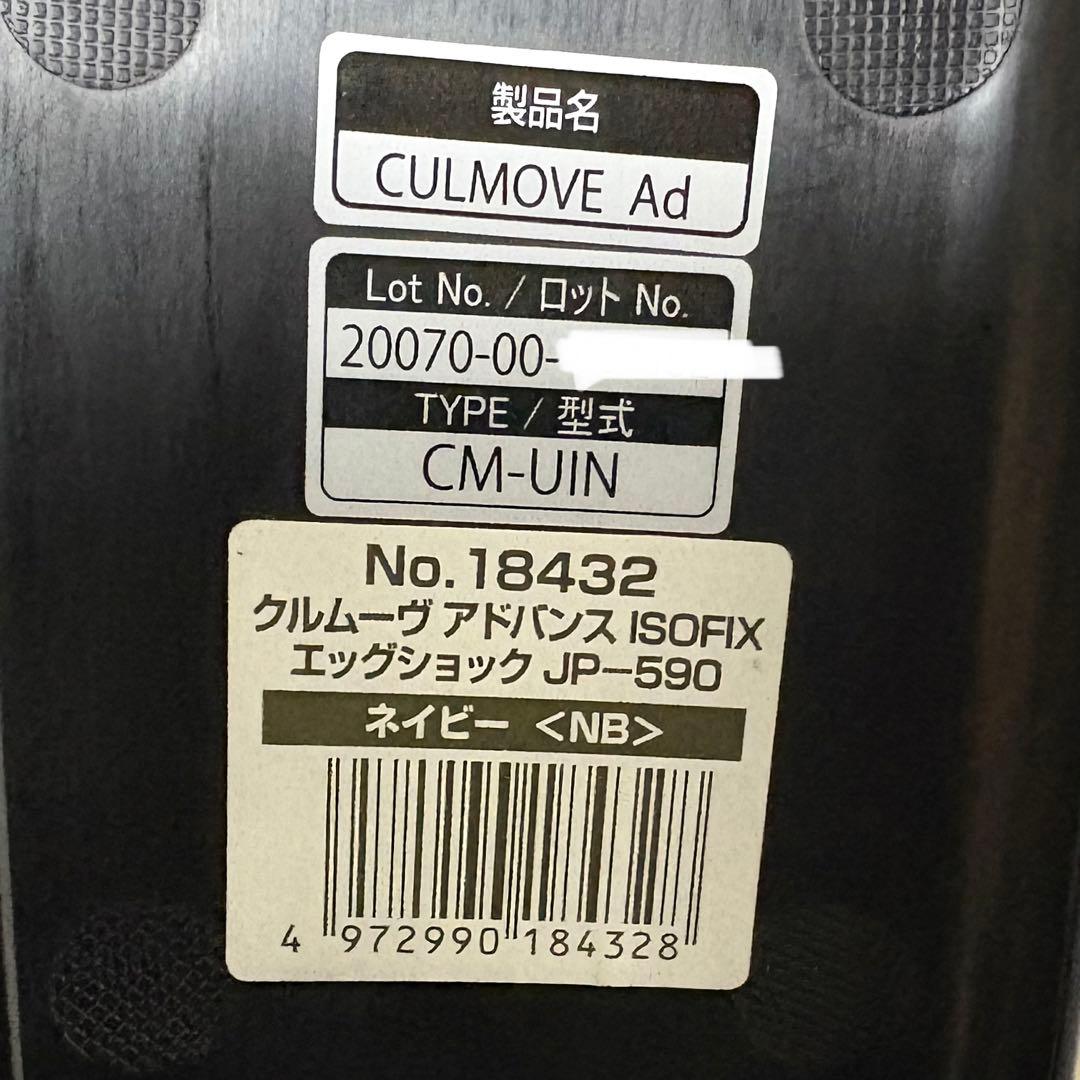 製品名
CULMOVE Ad
Lot No. / ロット No.
20070-00-
TYPE / 型式
CM-UIN
No.18432
クルムーヴ アドバンス ISOFIX
エッグショック JP-590
ネイビー <NB>
4 972990 184328